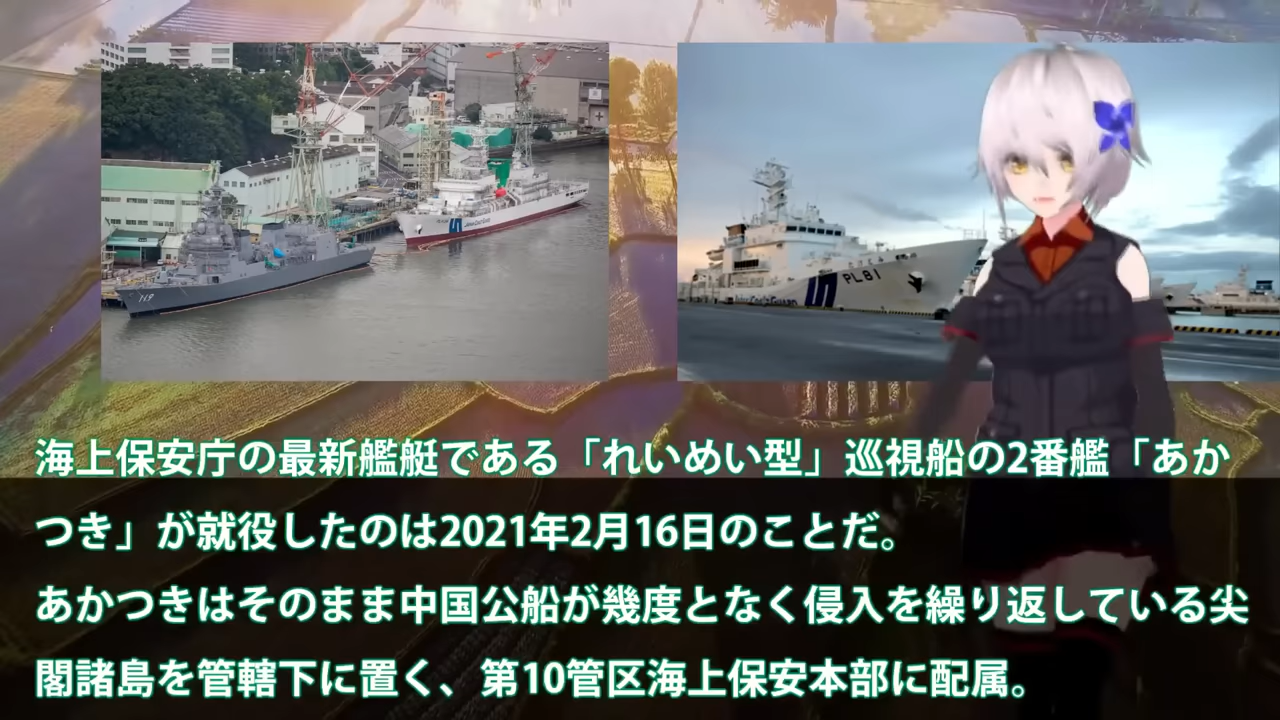 119
PL81
海上保安庁の最新艦艇である「れいめい型」巡視船の2番艦「あか
つき」が就役したのは2021年2月16日のことだ。
あかつきはそのまま中国公船が幾度となく侵入を繰り返している尖
閣諸島を管轄下に置く、第10管区海上保安本部に配属。